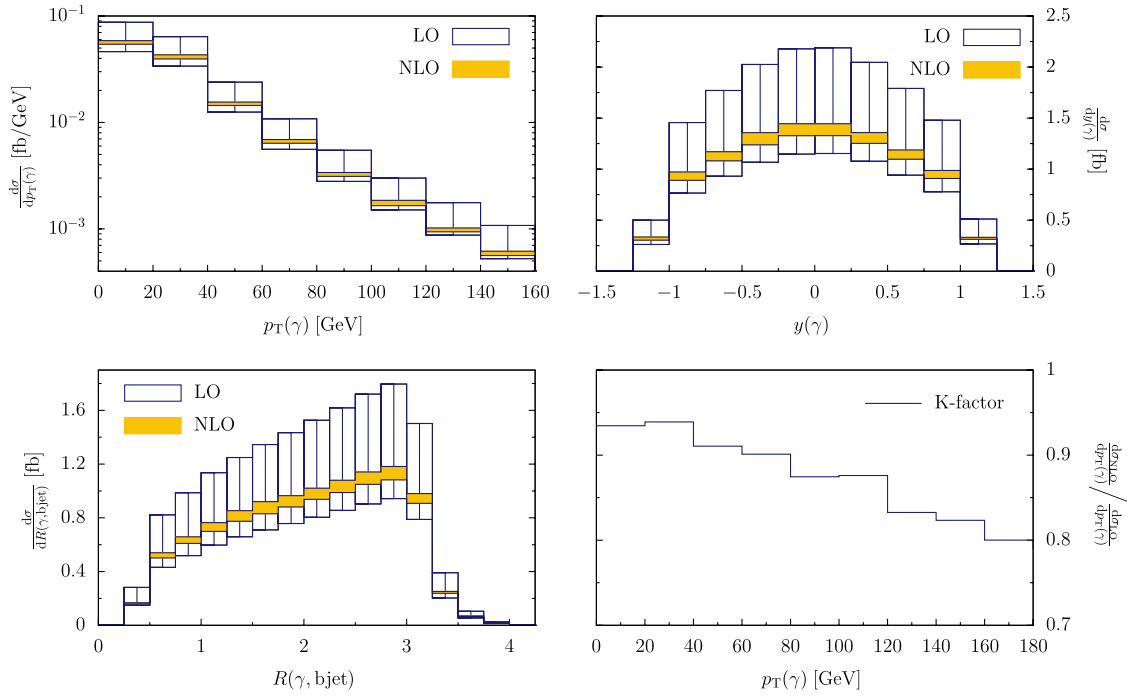 10⁻¹
10⁻²
10⁻³
dσ/dp_T(γ) [fb/GeV]
LO
NLO
0 20 40 60 80 100 120 140 160
p_T(γ) [GeV]
LO
NLO
2.5
2
1.5
1
0.5
0
dσ/dy(γ) [fb]
−1.5 −1 −0.5 0 0.5 1 1.5
y(γ)
1.6
1.2
0.8
0.4
0
dσ/dR(γ,bjet) [fb]
LO
NLO
0 1 2 3 4
R(γ, bjet)
K-factor
1
0.9
0.8
0.7
dσ_NLO/dp_T(γ) / dσ_LO/dp_T(γ)
0 20 40 60 80 100 120 140 160 180
p_T(γ) [GeV]